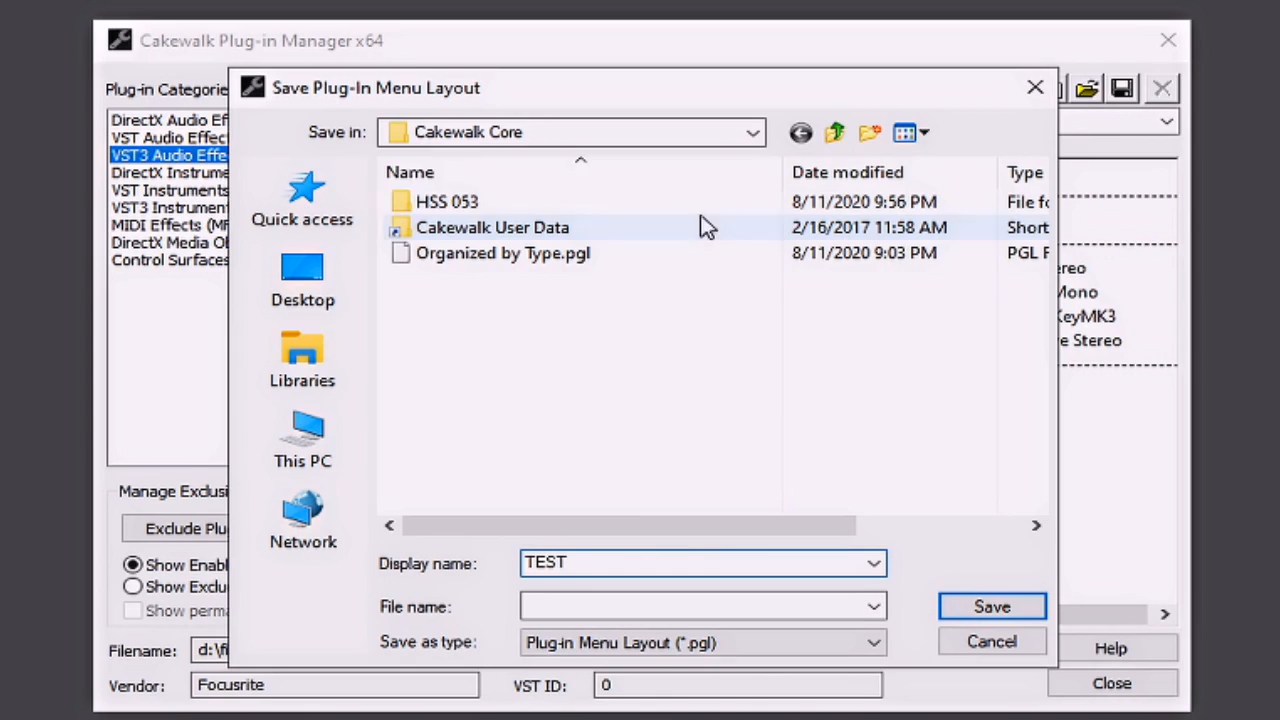 Cakewalk Plug-in Manager x64
Plug-in Categorie
DirectX Audio Ef
VST Audio Effec
VST3 Audio Effe
DirectX Instrume
VST Instruments
VST3 Instrument
MIDI Effects (MF
DirectX Media Ob
Control Surfaces
Save Plug-In Menu Layout
Save in:
Cakewalk Core
Quick access
Desktop
Libraries
This PC
Network
Name Date modified Type
HSS 053 8/11/2020 9:56 PM File fo
Cakewalk User Data 2/16/2017 11:58 AM Short
Organized by Type.pgl 8/11/2020 9:03 PM PGL F
Display name: TEST
File name:
Save
Save as type: Plug-in Menu Layout (*.pgl)
Cancel
ereo
Mono
KeyMK3
e Stereo
Manage Exclusi
Exclude Plu
Show Enabl
Show Exclu
Show perma
Filename: d:\fi
Help
Vendor: Focusrite VST ID: 0
Close